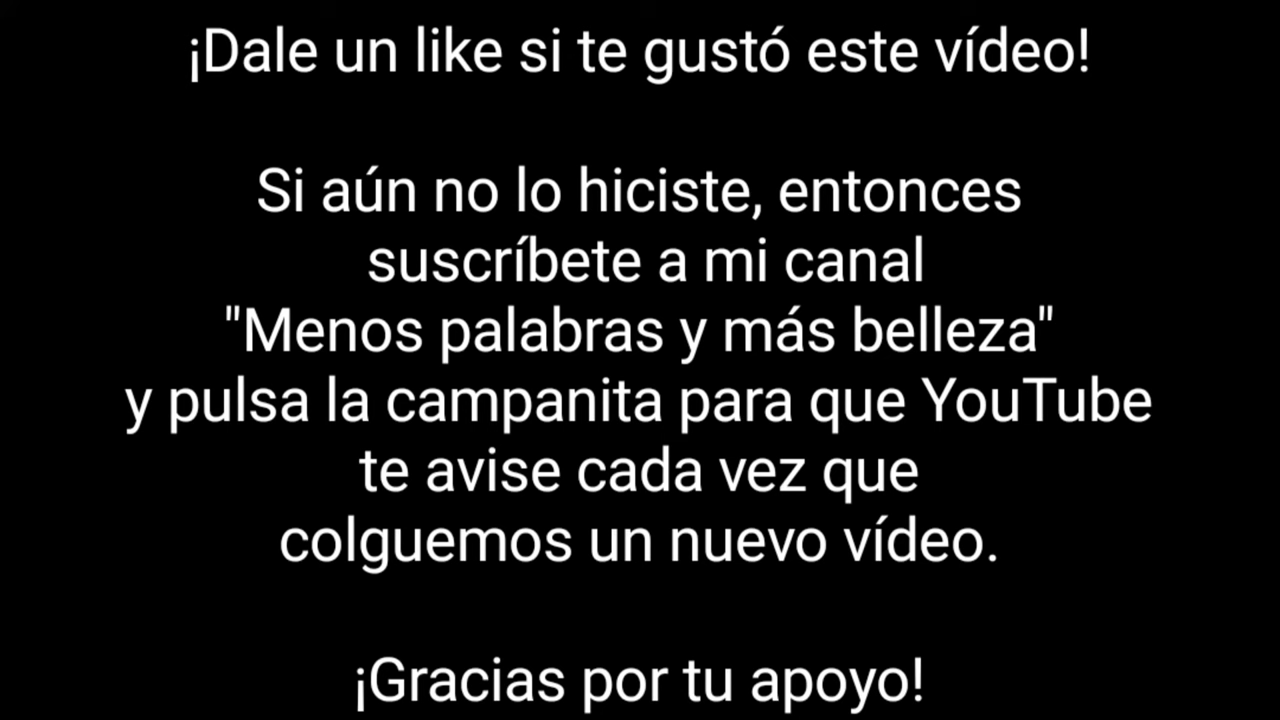 ¡Dale un like si te gustó este vídeo!
Si aún no lo hiciste, entonces
suscríbete a mi canal
"Menos palabras y más belleza"
y pulsa la campanita para que YouTube
te avise cada vez que
colguemos un nuevo vídeo.
¡Gracias por tu apoyo!